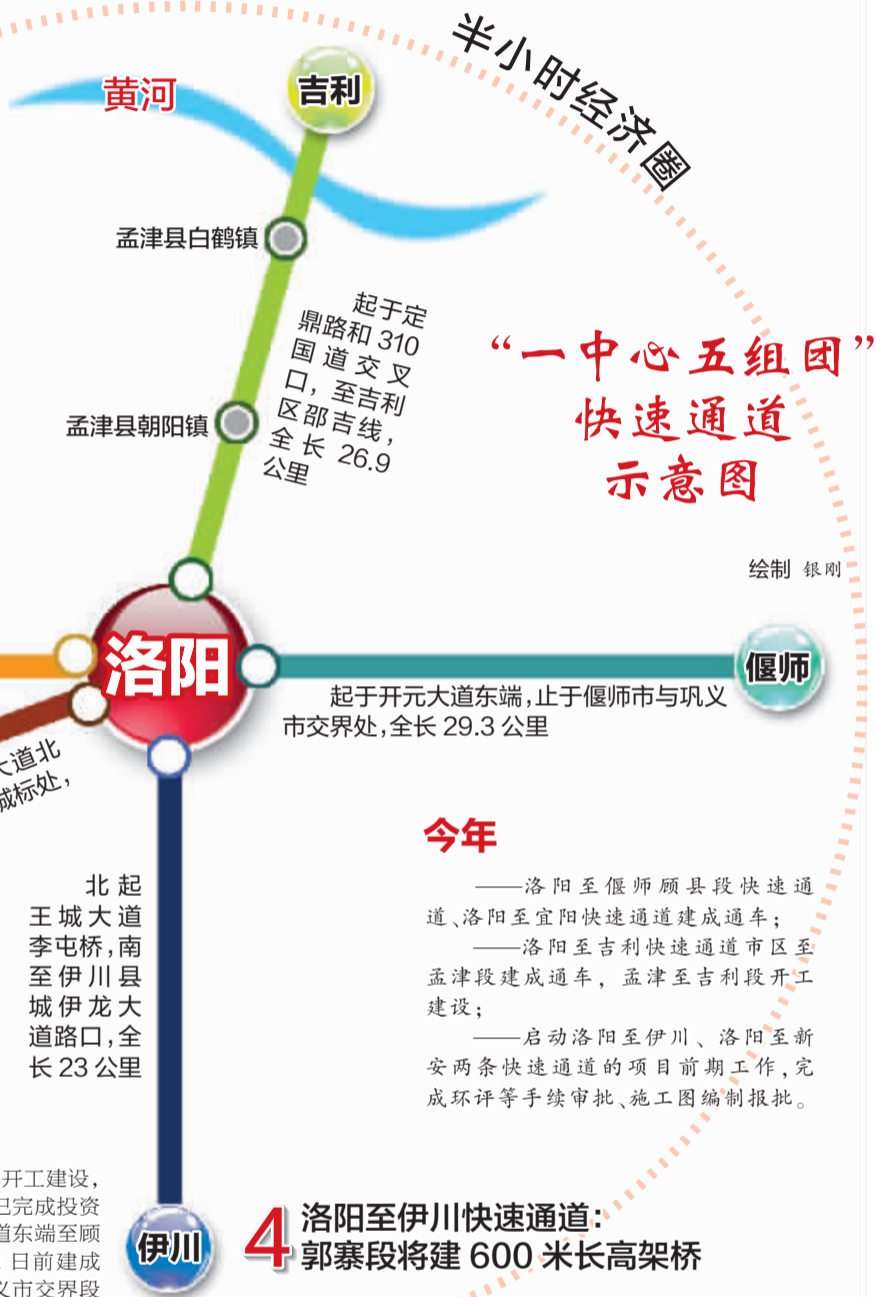 半小时经济圈
黄河
吉利
孟津县白鹤镇
起于定
鼎路和 310
国道交叉
口，至吉利
区邵吉线，
全长 26.9
公里
孟津县朝阳镇
“一中心五组团”
快速通道
示意图
绘制 银刚
洛阳
偃师
起于开元大道东端，止于偃师市与巩义
市交界处，全长 29.3 公里
大道北
城标处，
北起
王城大道
李屯桥，南
至伊川县
城伊龙大
道路口，全
长 23 公里
今年
——洛阳至偃师顾县段快速通
道、洛阳至宜阳快速通道建成通车；
——洛阳至吉利快速通道市区至
孟津段建成通车，孟津至吉利段开工
建设；
——启动洛阳至伊川、洛阳至新
安两条快速通道的项目前期工作，完
成环评等手续审批、施工图编制报批。
开工建设，
已完成投资
道东端至顾
日前建成
义市交界段
伊川
4 洛阳至伊川快速通道：
郭寨段将建 600 米长高架桥